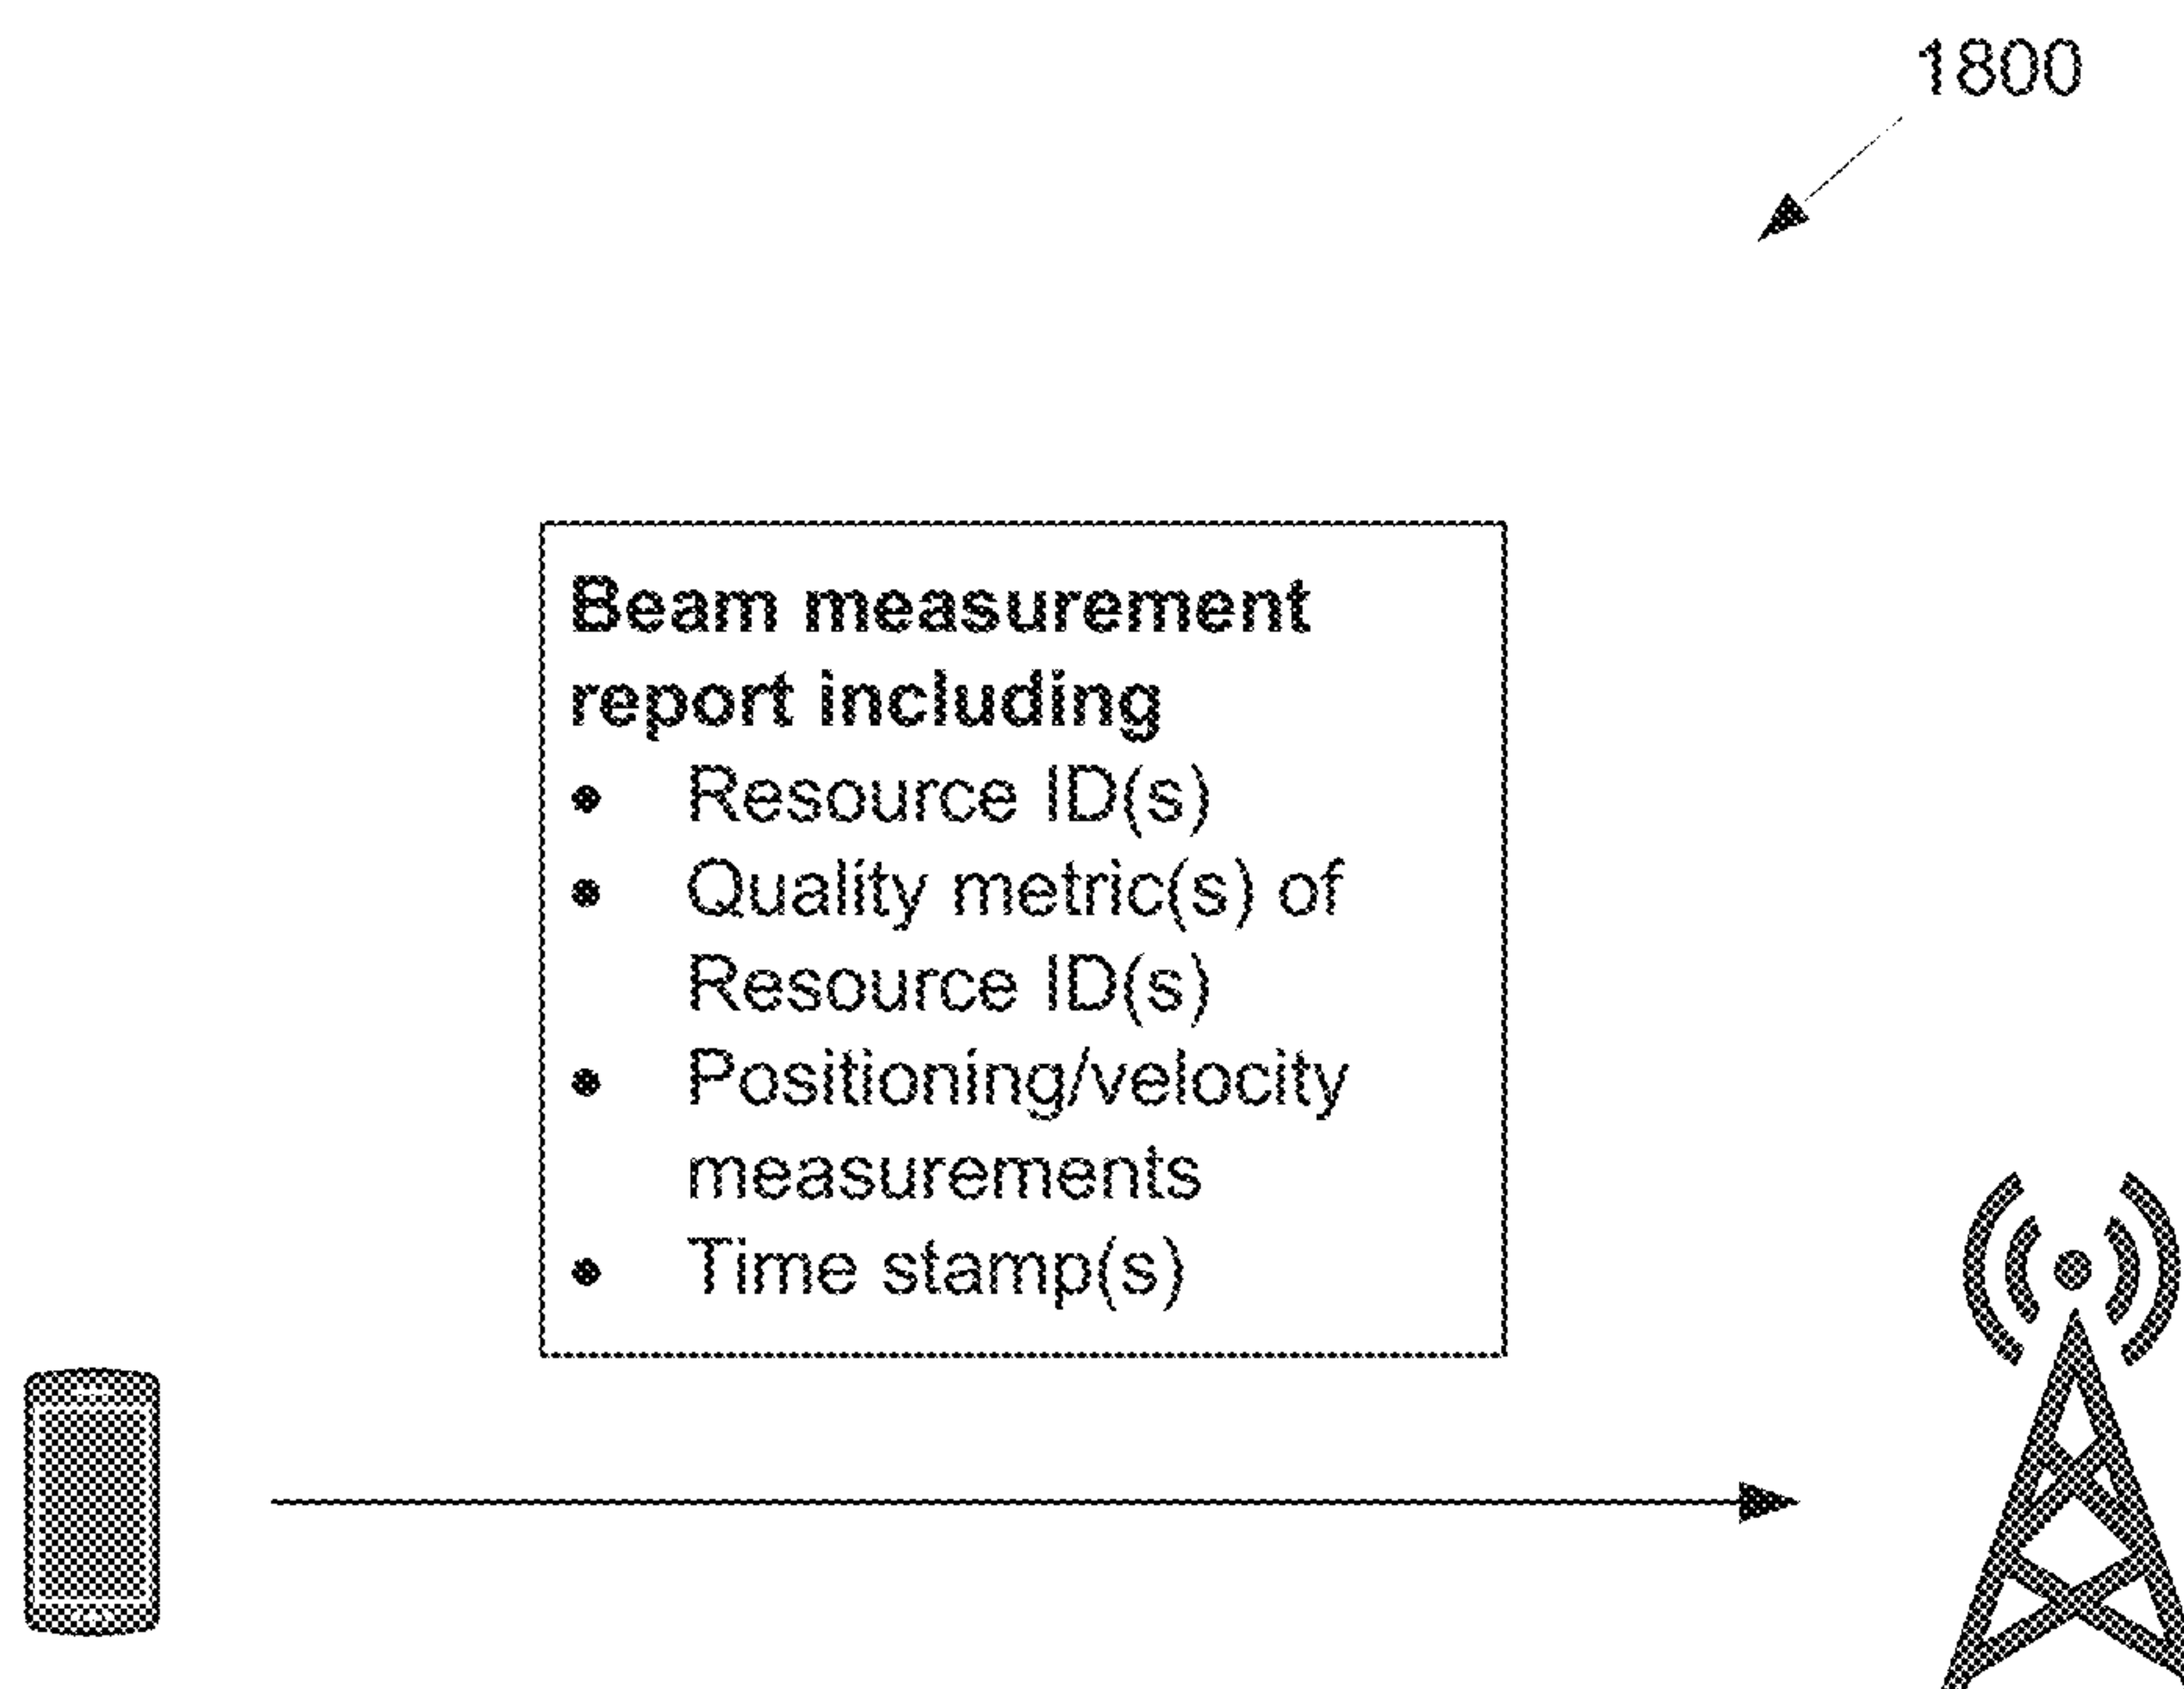 1800
Beam measurement
report including
• Resource ID(s)
• Quality metric(s) of
Resource ID(s)
• Positioning/velocity
measurements
• Time stamp(s)